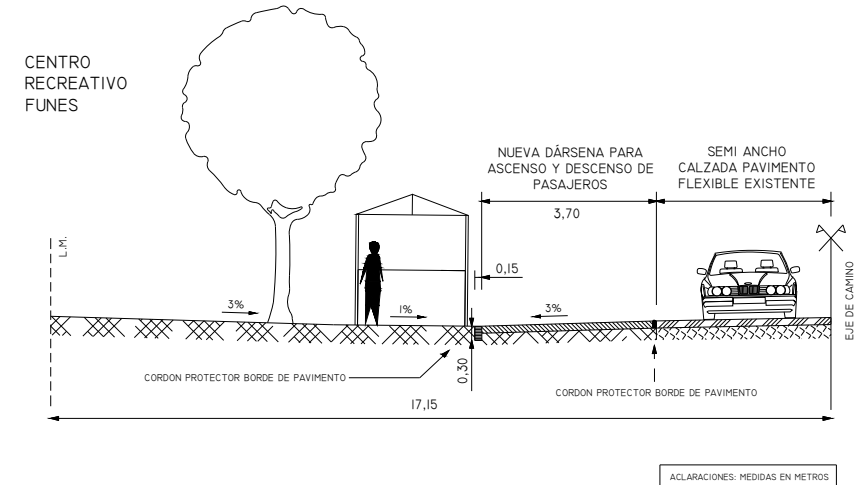 CENTRO
RECREATIVO
FUNES
NUEVA DÁRSENA PARA
ASCENSO Y DESCENSO DE
PASAJEROS
3,70
SEMI ANCHO
CALZADA PAVIMENTO
FLEXIBLE EXISTENTE
L.M.
0,15
3%
1%
3%
EJE DE CAMINO
0,30
CORDON PROTECTOR BORDE DE PAVIMENTO
CORDON PROTECTOR BORDE DE PAVIMENTO
17,15
ACLARACIONES: MEDIDAS EN METROS